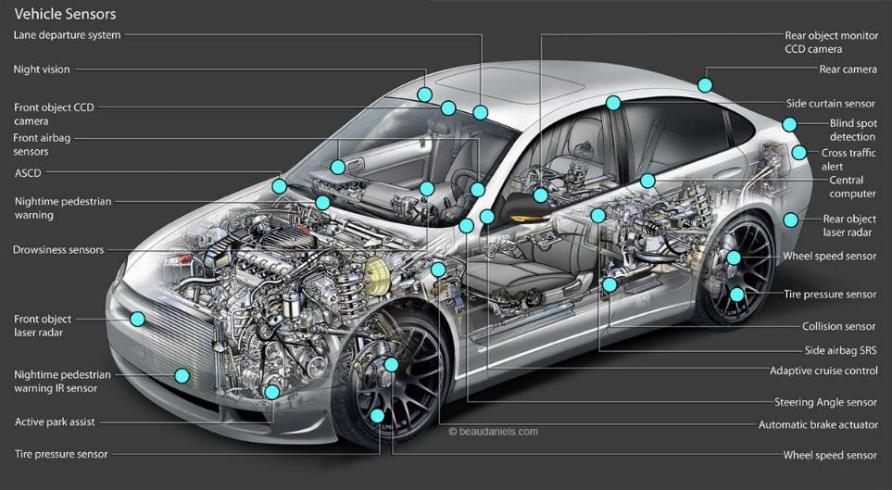 Vehicle Sensors
Lane departure system
Night vision
Front object CCD
camera
Front airbag
sensors
ASCD
Nightime pedestrian
warning
Drowsiness sensors
Front object
laser radar
Nightime pedestrian
warning IR sensor
Active park assist
Tire pressure sensor
Rear object monitor
CCD camera
Rear camera
Side curtain sensor
Blind spot
detection
Cross traffic
alert
Central
computer
Rear object
laser radar
Wheel speed sensor
Tire pressure sensor
Collision sensor
Side airbag SRS
Adaptive cruise control
Steering Angle sensor
Automatic brake actuator
Wheel speed sensor
© beaudaniels.com